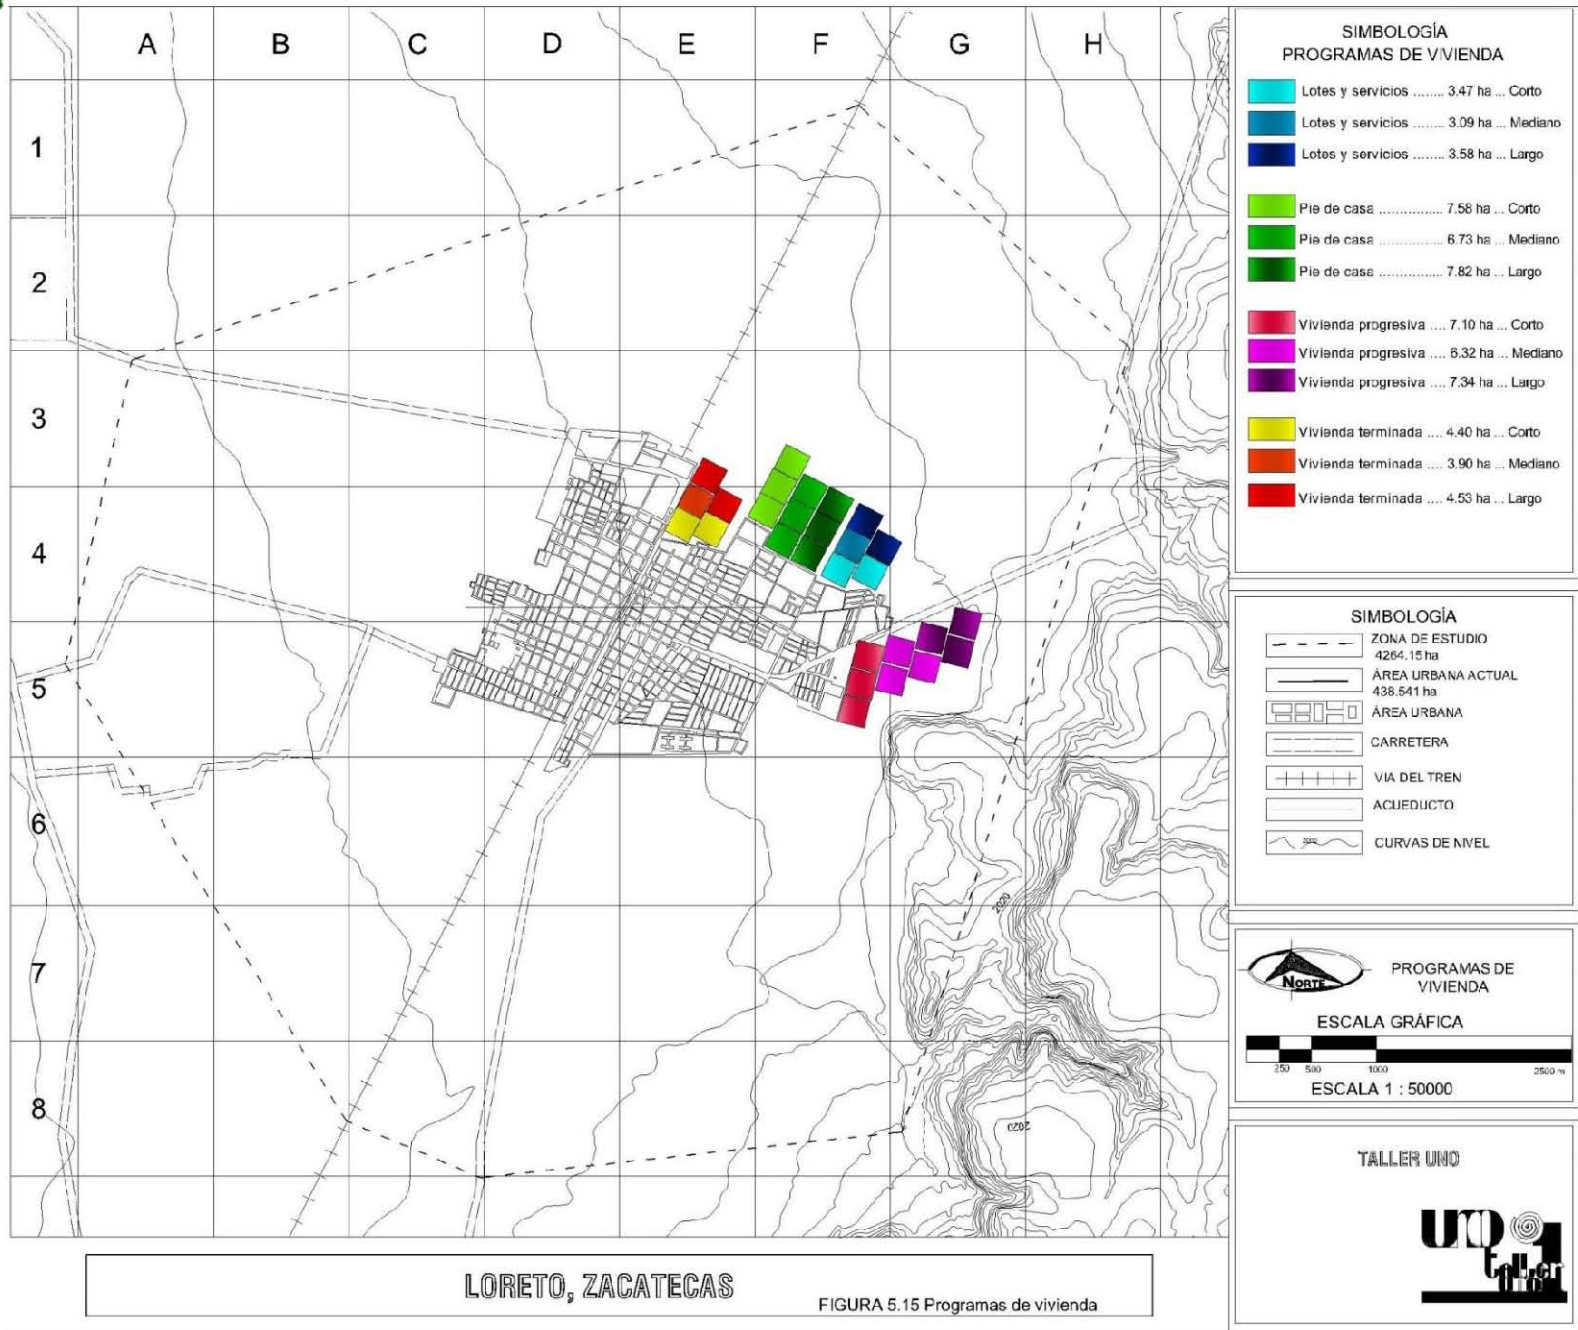 A B C D E F G H
1
2
3
4
5
6
7
8
2020
2020
SIMBOLOGÍA
PROGRAMAS DE VIVIENDA
Lotes y servicios ........ 3.47 ha ... Corto
Lotes y servicios ........ 3.09 ha ... Mediano
Lotes y servicios ........ 3.58 ha ... Largo
Pie de casa ................ 7.58 ha ... Corto
Pie de casa ................ 6.73 ha ... Mediano
Pie de casa ................ 7.82 ha ... Largo
Vivienda progresiva .... 7.10 ha ... Corto
Vivienda progresiva .... 6.32 ha ... Mediano
Vivienda progresiva .... 7.34 ha ... Largo
Vivienda terminada .... 4.40 ha ... Corto
Vivienda terminada .... 3.90 ha ... Mediano
Vivienda terminada .... 4.53 ha ... Largo
SIMBOLOGÍA
ZONA DE ESTUDIO
4264.15 ha
ÁREA URBANA ACTUAL
438.541 ha
ÁREA URBANA
CARRETERA
VIA DEL TREN
ACUEDUCTO
CURVAS DE NIVEL
NORTE
PROGRAMAS DE
VIVIENDA
ESCALA GRÁFICA
250 500 1000 2500 m
ESCALA 1 : 50000
TALLER UNO
uno 1
taller
uno
LORETO, ZACATECAS
FIGURA 5.15 Programas de vivienda